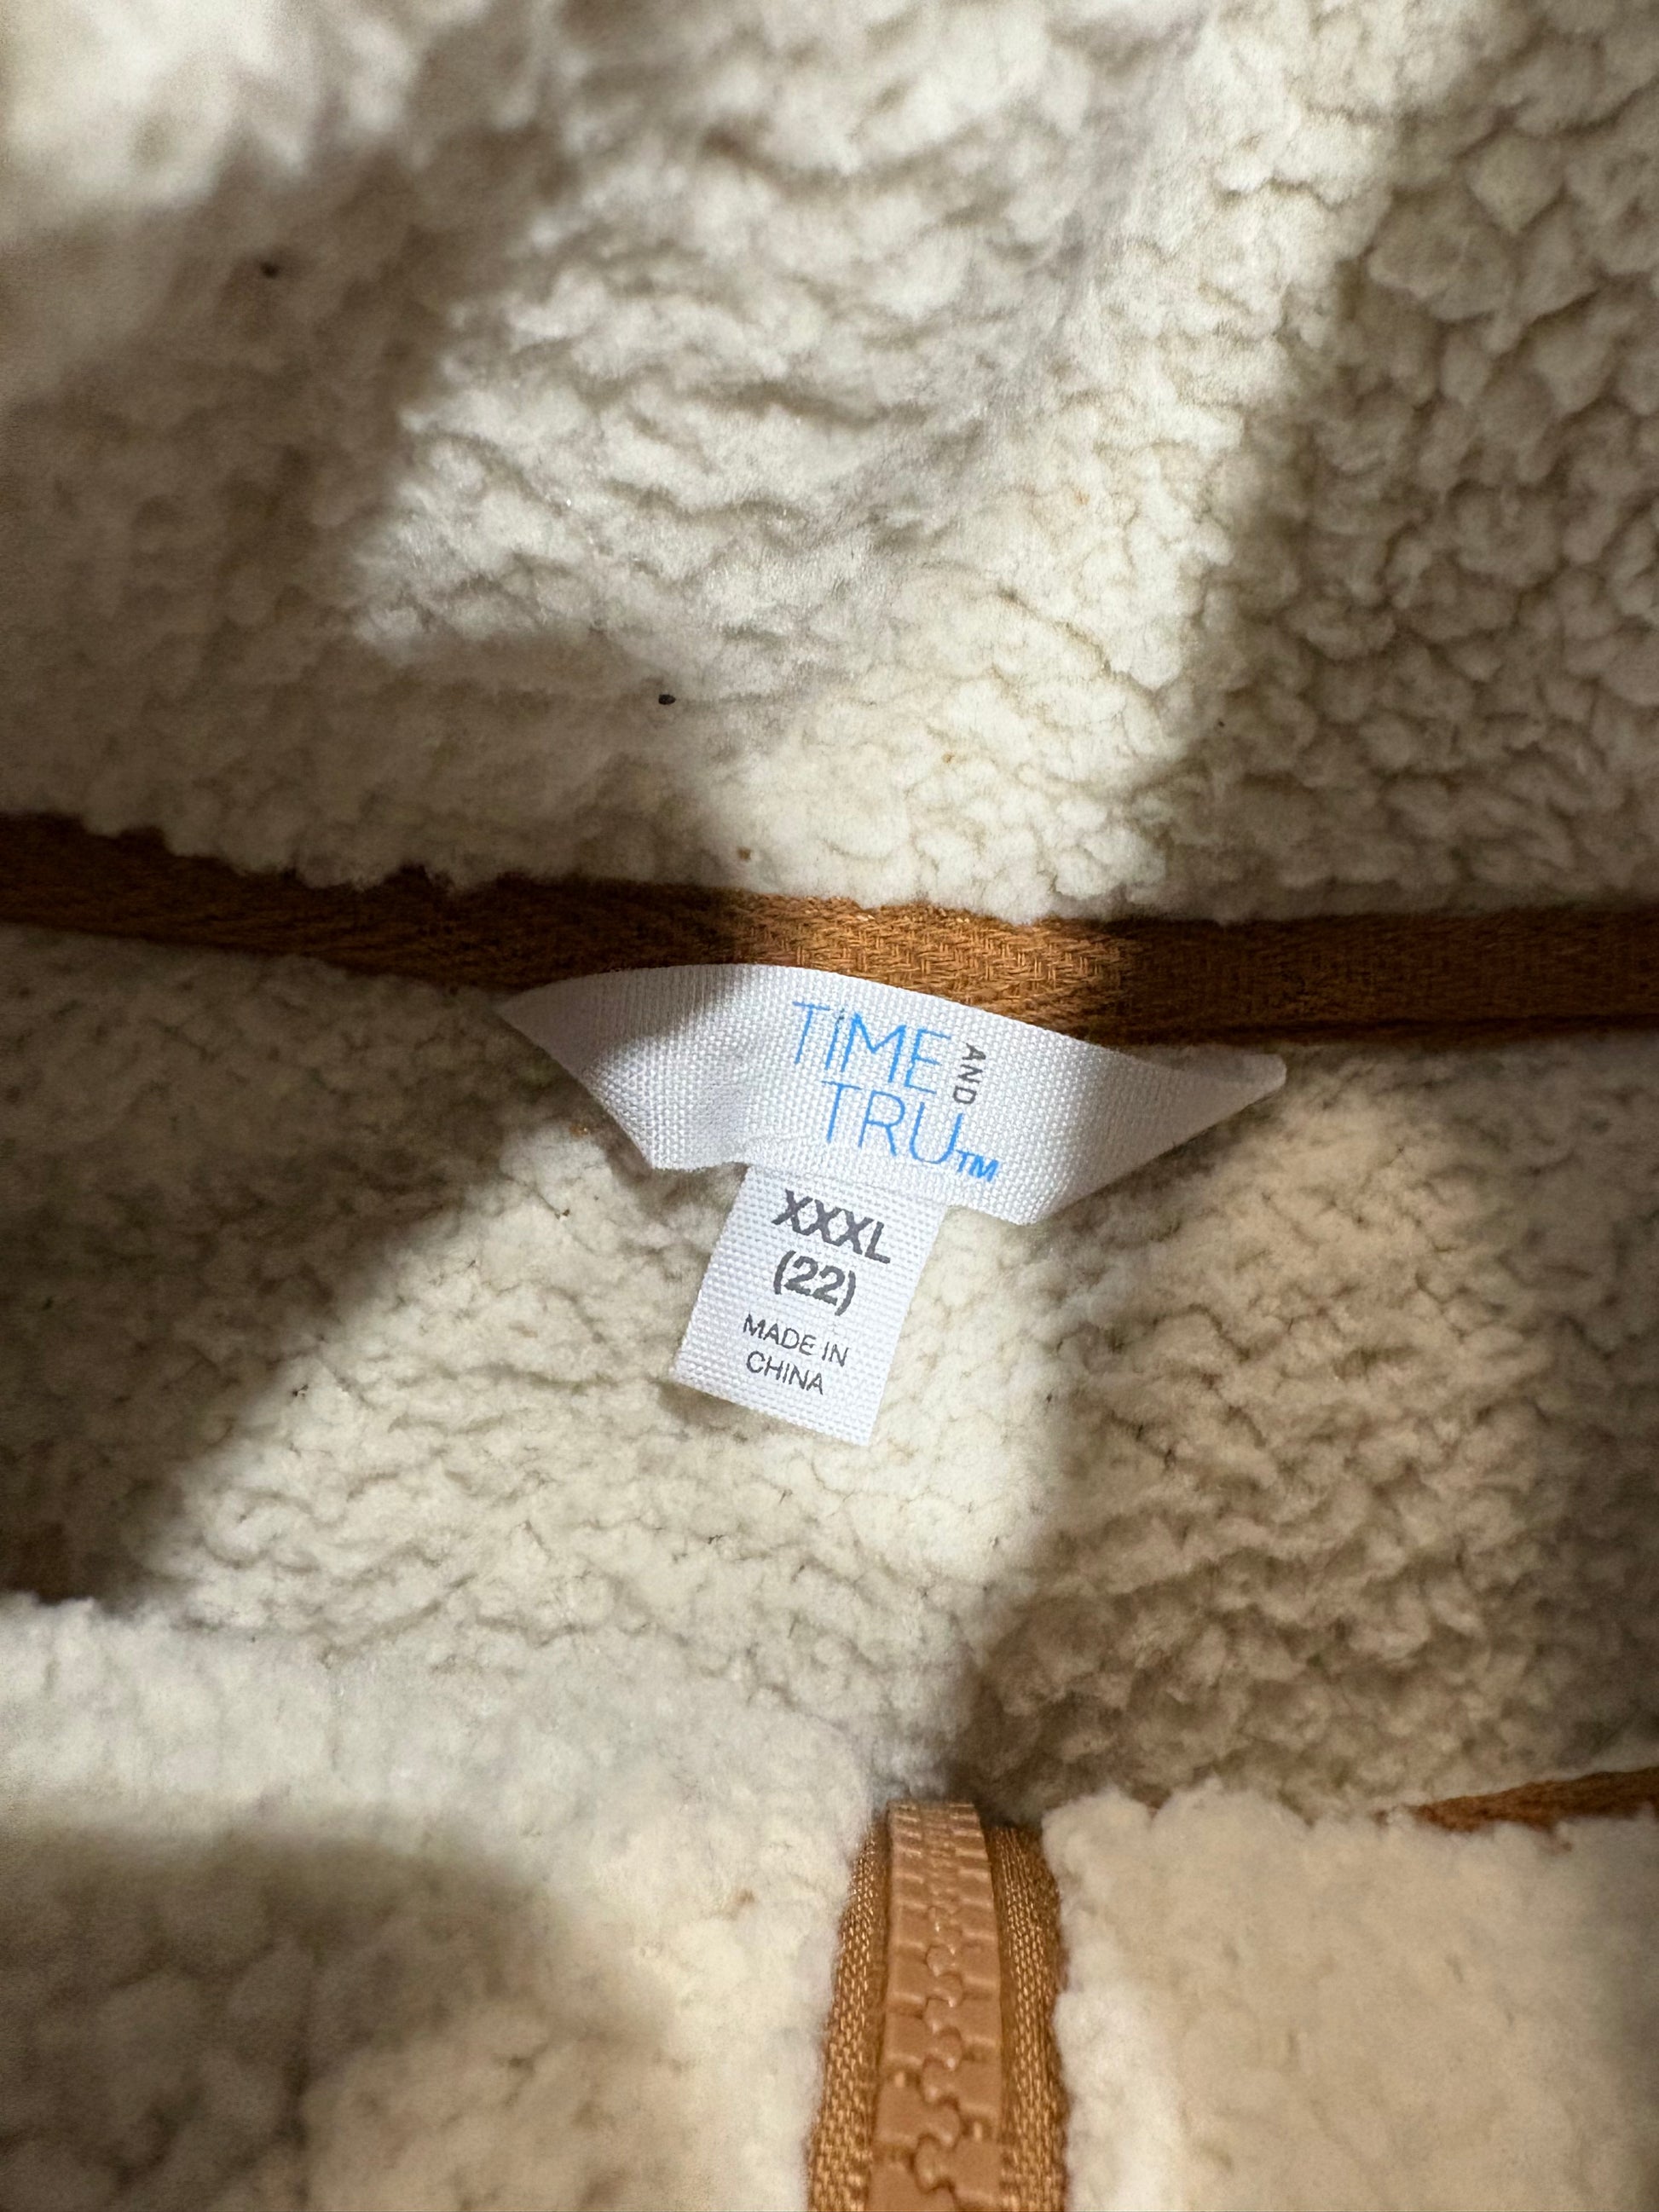 TIME AND
TRU™
XXXL
(22)
MADE IN
CHINA